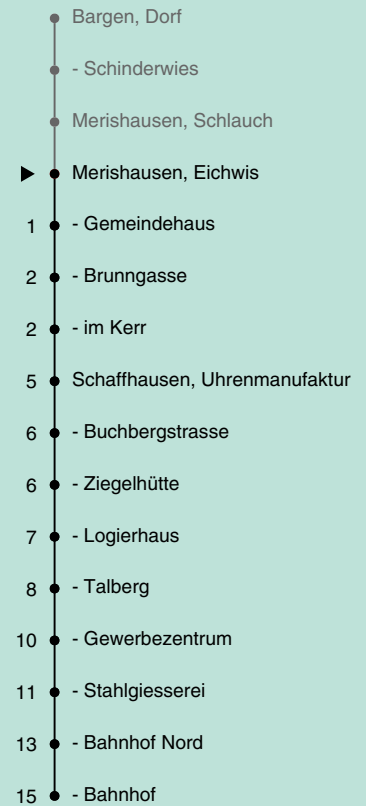 Bargen, Dorf
- Schinderwies
Merishausen, Schlauch
Merishausen, Eichwis
1 - Gemeindehaus
2 - Brunngasse
2 - im Kerr
5 Schaffhausen, Uhrenmanufaktur
6 - Buchbergstrasse
6 - Ziegelhütte
7 - Logierhaus
8 - Talberg
10 - Gewerbezentrum
11 - Stahlgiesserei
13 - Bahnhof Nord
15 - Bahnhof